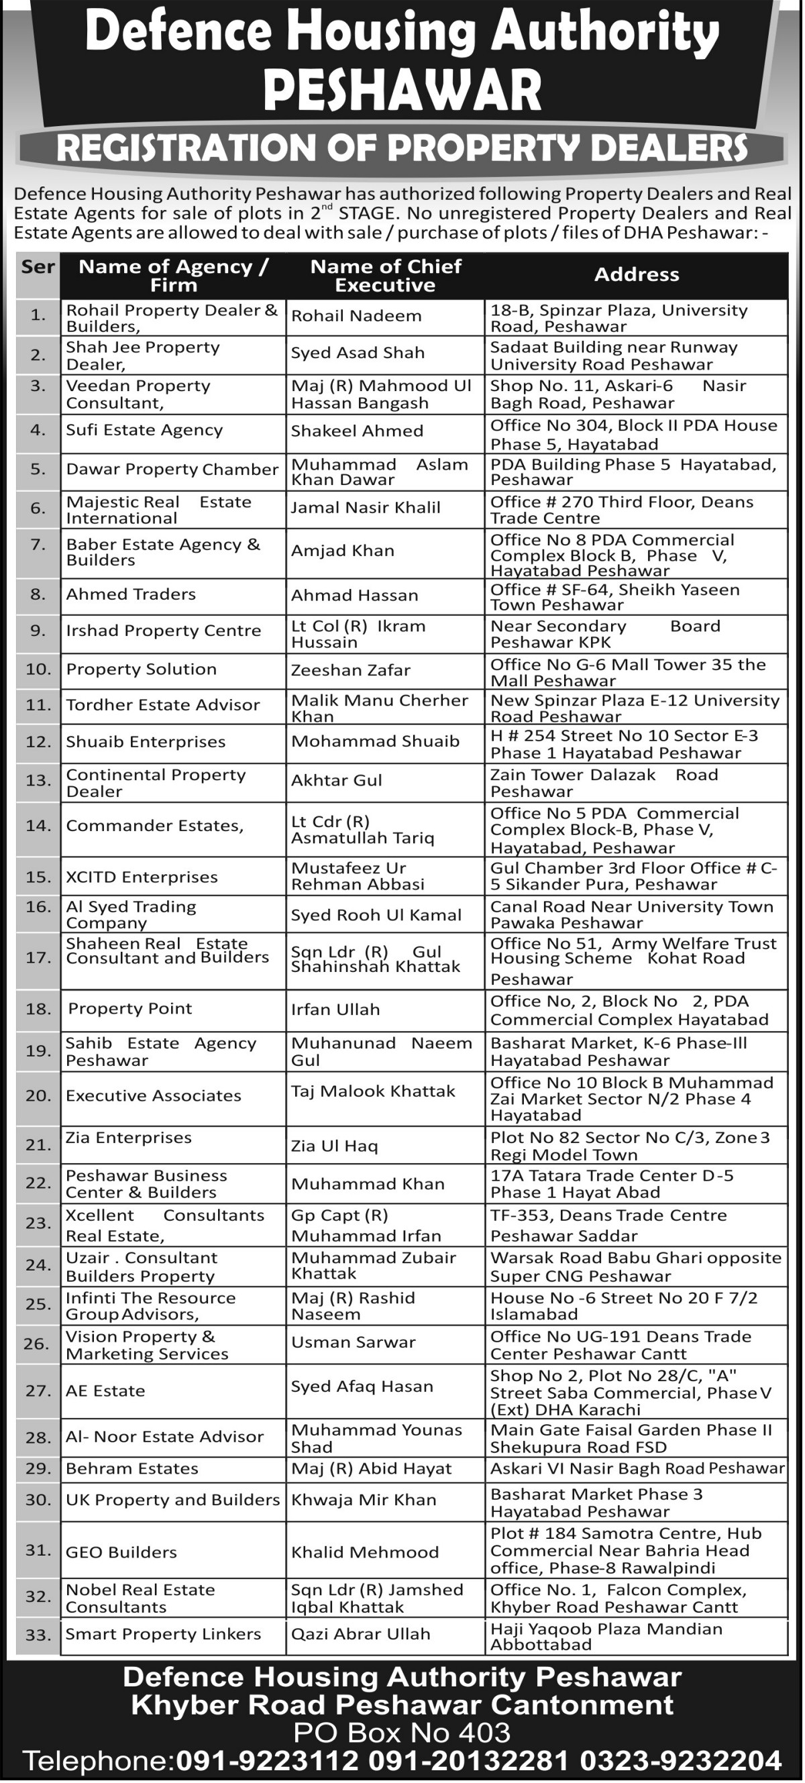 Defence Housing Authority
PESHAWAR
REGISTRATION OF PROPERTY DEALERS
Defence Housing Authority Peshawar has authorized following Property Dealers and Real
Estate Agents for sale of plots in 2nd STAGE. No unregistered Property Dealers and Real
Estate Agents are allowed to deal with sale / purchase of plots / files of DHA Peshawar: -
Ser Name of Agency / Firm Name of Chief Executive Address
1. Rohail Property Dealer & Builders, Rohail Nadeem 18-B, Spinzar Plaza, University Road, Peshawar
2. Shah Jee Property Dealer, Syed Asad Shah Sadaat Building near Runway University Road Peshawar
3. Veedan Property Consultant, Maj (R) Mahmood Ul Hassan Bangash Shop No. 11, Askari-6 Nasir Bagh Road, Peshawar
4. Sufi Estate Agency Shakeel Ahmed Office No 304, Block II PDA House Phase 5, Hayatabad
5. Dawar Property Chamber Muhammad Aslam Khan Dawar PDA Building Phase 5 Hayatabad, Peshawar
6. Majestic Real Estate International Jamal Nasir Khalil Office # 270 Third Floor, Deans Trade Centre
7. Baber Estate Agency & Builders Amjad Khan Office No 8 PDA Commercial Complex Block B, Phase V, Hayatabad Peshawar
8. Ahmed Traders Ahmad Hassan Office # SF-64, Sheikh Yaseen Town Peshawar
9. Irshad Property Centre Lt Col (R) Ikram Hussain Near Secondary Board Peshawar KPK
10. Property Solution Zeeshan Zafar Office No G-6 Mall Tower 35 the Mall Peshawar
11. Tordher Estate Advisor Malik Manu Cherher Khan New Spinzar Plaza E-12 University Road Peshawar
12. Shuaib Enterprises Mohammad Shuaib H # 254 Street No 10 Sector E-3 Phase 1 Hayatabad Peshawar
13. Continental Property Dealer Akhtar Gul Zain Tower Dalazak Road Peshawar
14. Commander Estates, Lt Cdr (R) Asmatullah Tariq Office No 5 PDA Commercial Complex Block-B, Phase V, Hayatabad, Peshawar
15. XCITD Enterprises Mustafeez Ur Rehman Abbasi Gul Chamber 3rd Floor Office # C-5 Sikander Pura, Peshawar
16. Al Syed Trading Company Syed Rooh Ul Kamal Canal Road Near University Town Pawaka Peshawar
17. Shaheen Real Estate Consultant and Builders Sqn Ldr (R) Gul Shahinshah Khattak Office No 51, Army Welfare Trust Housing Scheme Kohat Road Peshawar
18. Property Point Irfan Ullah Office No, 2, Block No 2, PDA Commercial Complex Hayatabad
19. Sahib Estate Agency Peshawar Muhanunad Naeem Gul Basharat Market, K-6 Phase-III Hayatabad Peshawar
20. Executive Associates Taj Malook Khattak Office No 10 Block B Muhammad Zai Market Sector N/2 Phase 4 Hayatabad
21. Zia Enterprises Zia Ul Haq Plot No 82 Sector No C/3, Zone 3 Regi Model Town
22. Peshawar Business Center & Builders Muhammad Khan 17A Tatara Trade Center D-5 Phase 1 Hayat Abad
23. Xcellent Consultants Real Estate, Gp Capt (R) Muhammad Irfan TF-353, Deans Trade Centre Peshawar Saddar
24. Uzair . Consultant Builders Property Muhammad Zubair Khattak Warsak Road Babu Ghari opposite Super CNG Peshawar
25. Infinti The Resource Group Advisors, Maj (R) Rashid Naseem House No -6 Street No 20 F 7/2 Islamabad
26. Vision Property & Marketing Services Usman Sarwar Office No UG-191 Deans Trade Center Peshawar Cantt
27. AE Estate Syed Afaq Hasan Shop No 2, Plot No 28/C, "A" Street Saba Commercial, Phase V (Ext) DHA Karachi
28. Al- Noor Estate Advisor Muhammad Younas Shad Main Gate Faisal Garden Phase II Shekupura Road FSD
29. Behram Estates Maj (R) Abid Hayat Askari VI Nasir Bagh Road Peshawar
30. UK Property and Builders Khwaja Mir Khan Basharat Market Phase 3 Hayatabad Peshawar
31. GEO Builders Khalid Mehmood Plot # 184 Samotra Centre, Hub Commercial Near Bahria Head office, Phase-8 Rawalpindi
32. Nobel Real Estate Consultants Sqn Ldr (R) Jamshed Iqbal Khattak Office No. 1, Falcon Complex, Khyber Road Peshawar Cantt
33. Smart Property Linkers Qazi Abrar Ullah Haji Yaqoob Plaza Mandian Abbottabad
Defence Housing Authority Peshawar
Khyber Road Peshawar Cantonment
PO Box No 403
Telephone:091-9223112 091-20132281 0323-9232204